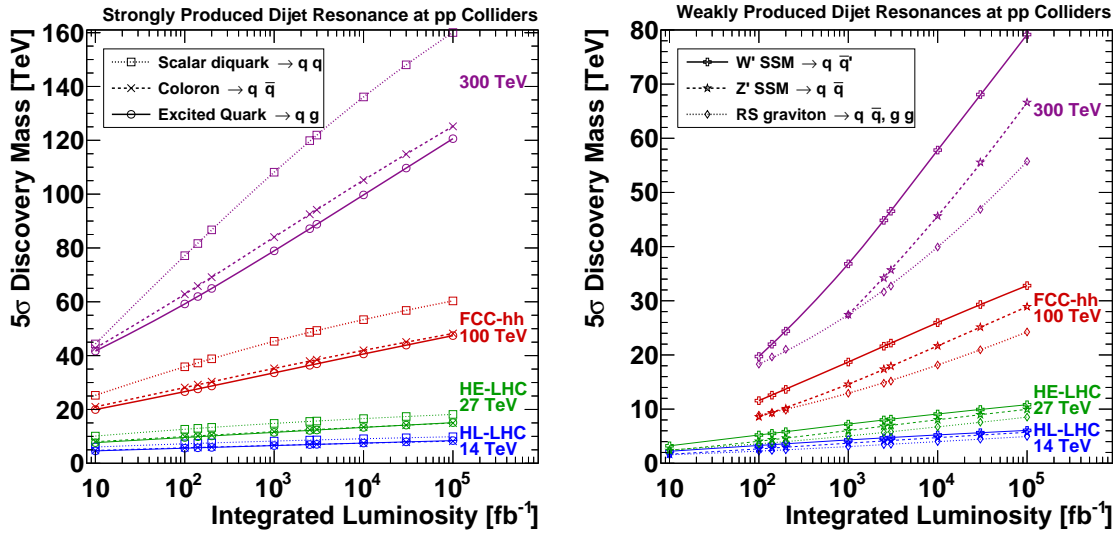 Strongly Produced Dijet Resonance at pp Colliders
5σ Discovery Mass [TeV]
160
140
120
100
80
60
40
20
0
Scalar diquark → q q
Coloron → q q̅
Excited Quark → q g
300 TeV
FCC-hh
100 TeV
HE-LHC
27 TeV
HL-LHC
14 TeV
10 10² 10³ 10⁴ 10⁵
Integrated Luminosity [fb⁻¹]
Weakly Produced Dijet Resonances at pp Colliders
5σ Discovery Mass [TeV]
80
70
60
50
40
30
20
10
0
W' SSM → q q̅'
Z' SSM → q q̅
RS graviton → q q̅, g g
300 TeV
FCC-hh
100 TeV
HE-LHC
27 TeV
HL-LHC
14 TeV
10 10² 10³ 10⁴ 10⁵
Integrated Luminosity [fb⁻¹]